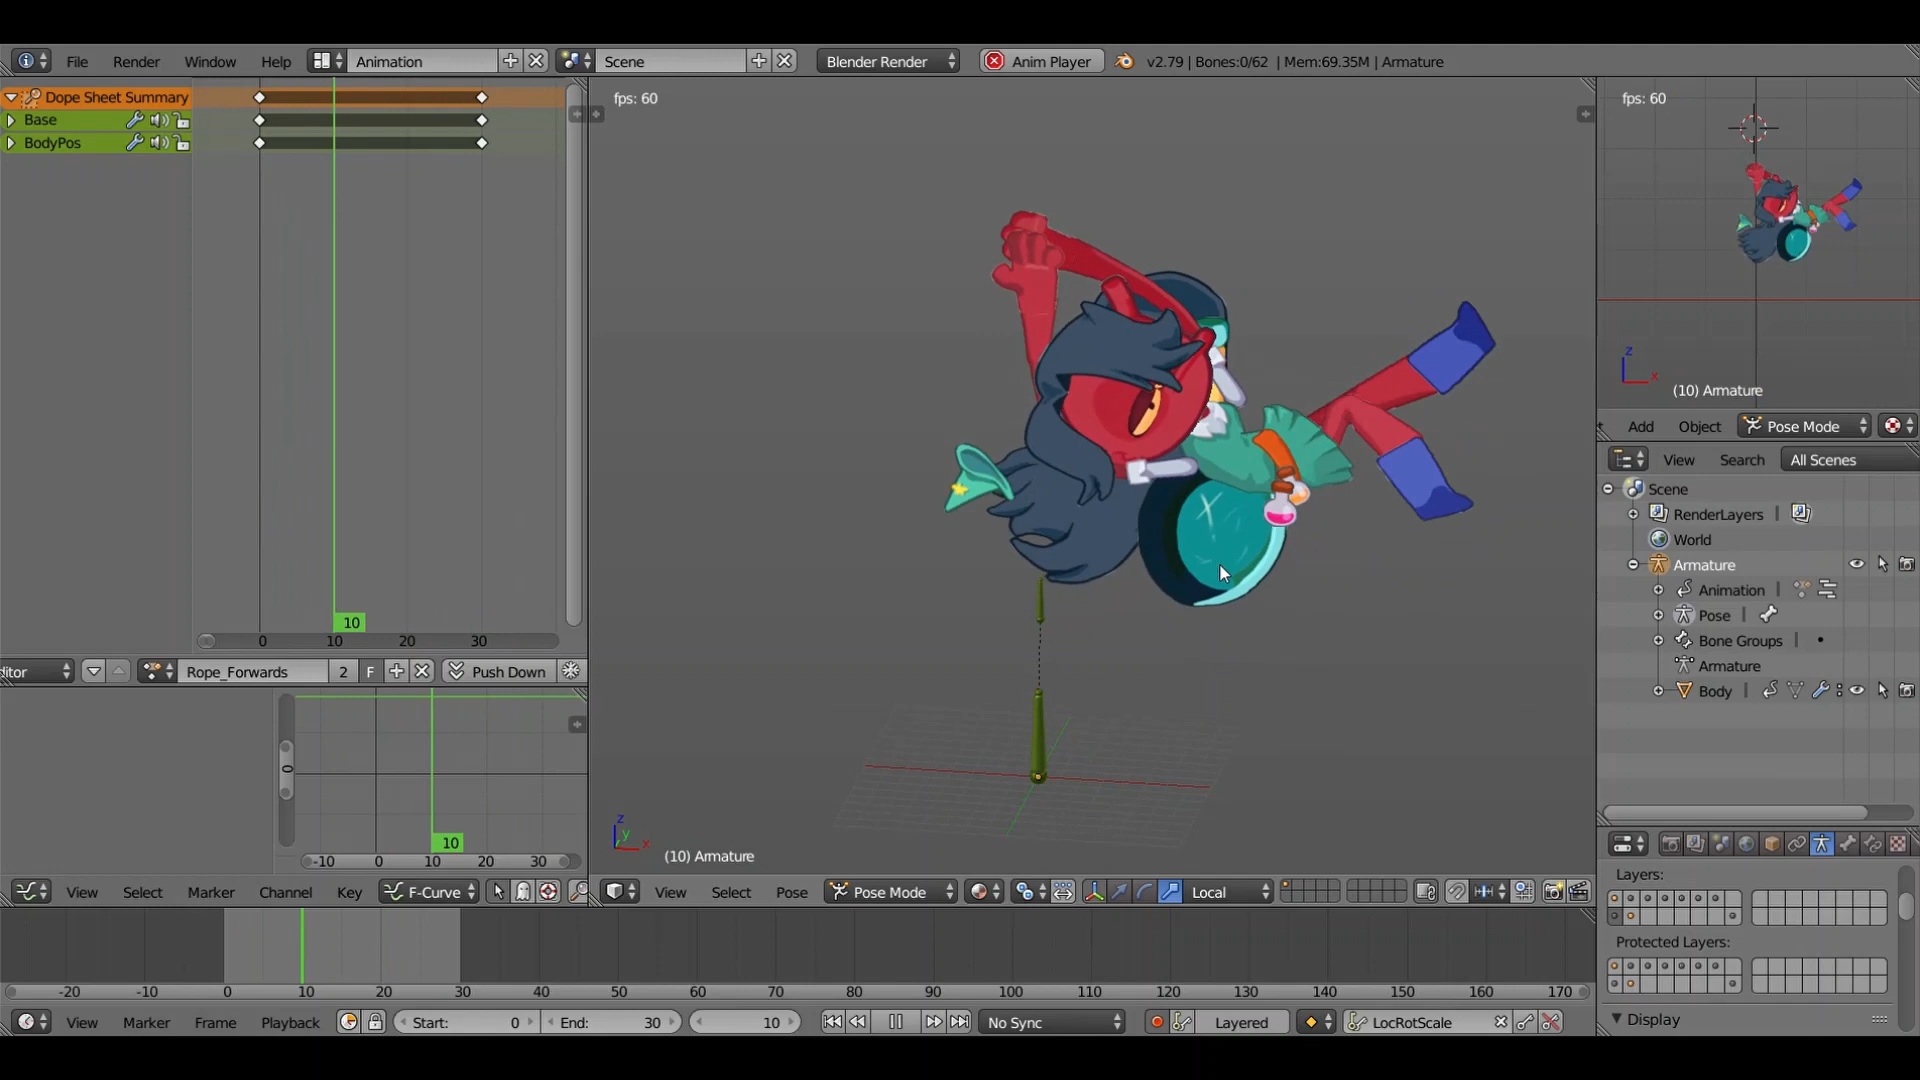 File Render Window Help Animation Scene Blender Render Anim Player v2.79 | Bones:0/62 | Mem:69.35M | Armature
Dope Sheet Summary
Base
BodyPos
10
0 10 20 30
itor Rope_Forwards 2 F Push Down
0
10
-10 0 10 20 30
View Select Marker Channel Key F-Curve
fps: 60
z
y
x
(10) Armature
View Select Pose Pose Mode Local
fps: 60
z
x
(10) Armature
Add Object Pose Mode
View Search All Scenes
Scene
RenderLayers |
World
Armature
Animation |
Pose |
Bone Groups |
Armature
Body |
Layers:
Protected Layers:
Display
-20 -10 0 10 20 30 40 50 60 70 80 90 100 110 120 130 140 150 160 170
View Marker Frame Playback Start: 0 End: 30 10 No Sync Layered LocRotScale